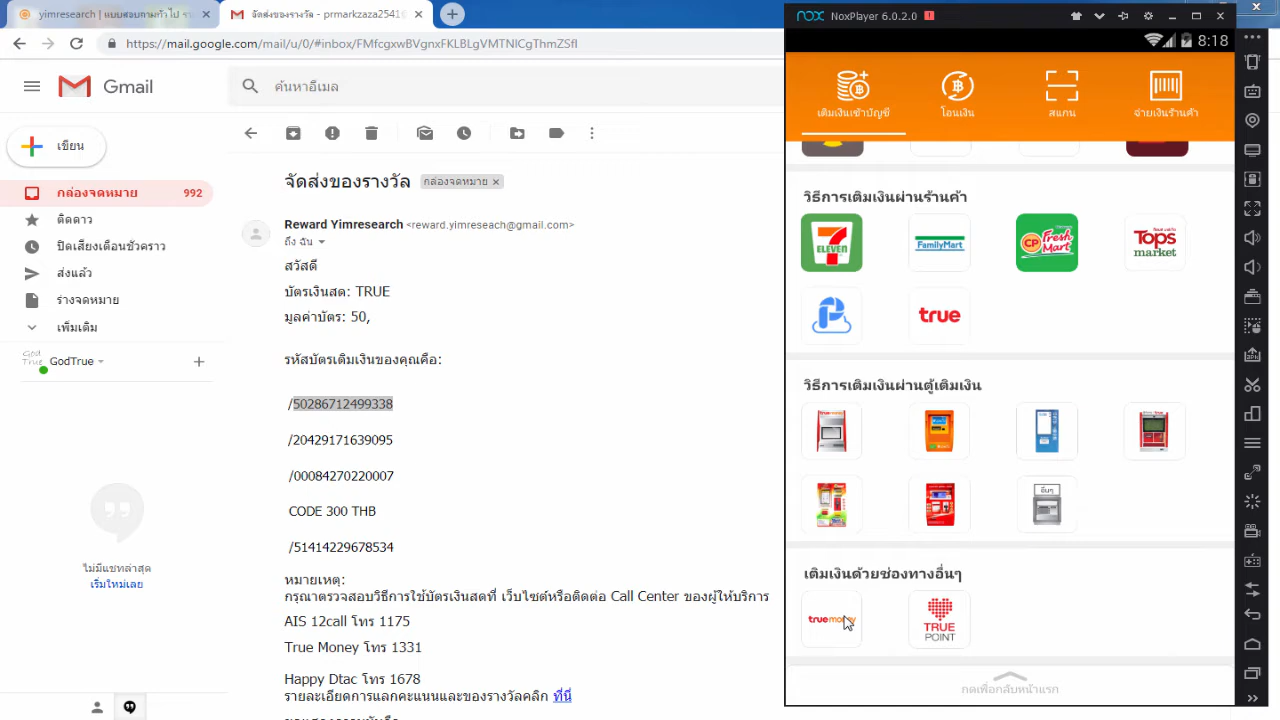 yimresearch | แบบสอบถามทั่วไป รา
จัดส่งของรางวัล - prmarkzaza2541@
https://mail.google.com/mail/u/0/#inbox/FMfcgxwBVgnxFKLBLgVMTNICgThmZSfl
Gmail
ค้นหาอีเมล
เขียน
กล่องจดหมาย 992
ติดดาว
ปิดเสียงเตือนชั่วคราว
ส่งแล้ว
ร่างจดหมาย
เพิ่มเติม
God
True
GodTrue
ไม่มีแชทล่าสุด
เริ่มใหม่เลย
จัดส่งของรางวัล กล่องจดหมาย
Reward Yimresearch <reward.yimreseach@gmail.com>
ถึง ฉัน
สวัสดี
บัตรเงินสด: TRUE
มูลค่าบัตร: 50,
รหัสบัตรเติมเงินของคุณคือ:
/50286712499338
/20429171639095
/00084270220007
CODE 300 THB
/51414229678534
หมายเหตุ:
กรุณาตรวจสอบวิธีการใช้บัตรเงินสดที่ เว็บไซต์หรือติดต่อ Call Center ของผู้ให้บริการ
AIS 12call โทร 1175
True Money โทร 1331
Happy Dtac โทร 1678
รายละเอียดการแลกคะแนนและของรางวัลคลิก ที่นี่
nox NoxPlayer 6.0.2.0
8:18
เติมเงินเข้าบัญชี โอนเงิน สแกน จ่ายเงินร้านค้า
วิธีการเติมเงินผ่านร้านค้า
7 ELEVEN FamilyMart CP Fresh Mart Tops market
true
วิธีการเติมเงินผ่านตู้เติมเงิน
อื่นๆ
เติมเงินด้วยช่องทางอื่นๆ
truemoney TRUE POINT
กดเพื่อกลับหน้าแรก